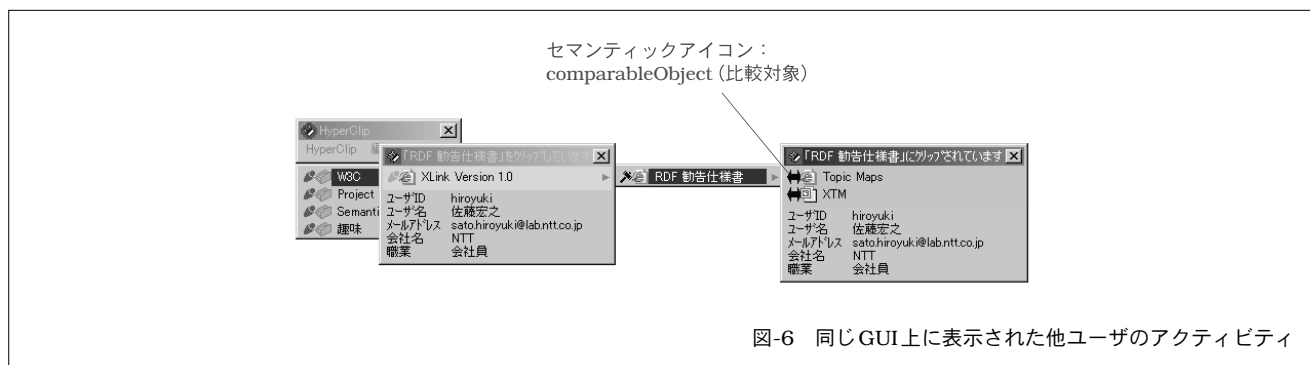 セマンティックアイコン：
comparableObject（比較対象）
HyperClip
HyperClip
W3C
Project
Semanti
趣味
「RDF 勧告仕様書」をクリップしています
XLink Version 1.0
ユーザID hiroyuki
ユーザ名 佐藤宏之
メールアドレス sato.hiroyuki@lab.ntt.co.jp
会社名 NTT
職業 会社員
RDF 勧告仕様書
「RDF 勧告仕様書」にクリップされています
Topic Maps
XTM
ユーザID hiroyuki
ユーザ名 佐藤宏之
メールアドレス sato.hiroyuki@lab.ntt.co.jp
会社名 NTT
職業 会社員
図-6 同じGUI上に表示された他ユーザのアクティビティ